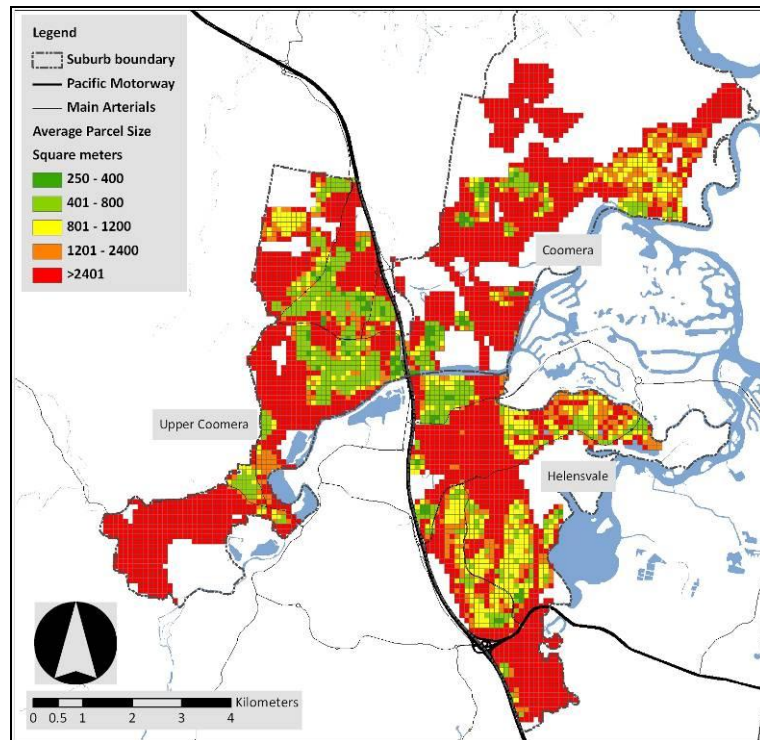 Legend
Suburb boundary
Pacific Motorway
Main Arterials
Average Parcel Size
Square meters
250 - 400
401 - 800
801 - 1200
1201 - 2400
>2401
Coomera
Upper Coomera
Helensvale
Kilometers
0 0.5 1 2 3 4